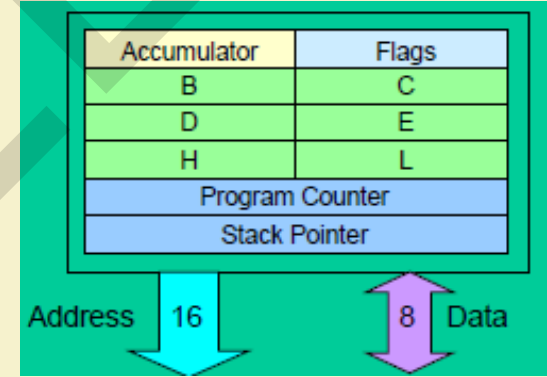 Accumulator Flags
B C
D E
H L
Program Counter
Stack Pointer
Address 16 8 Data